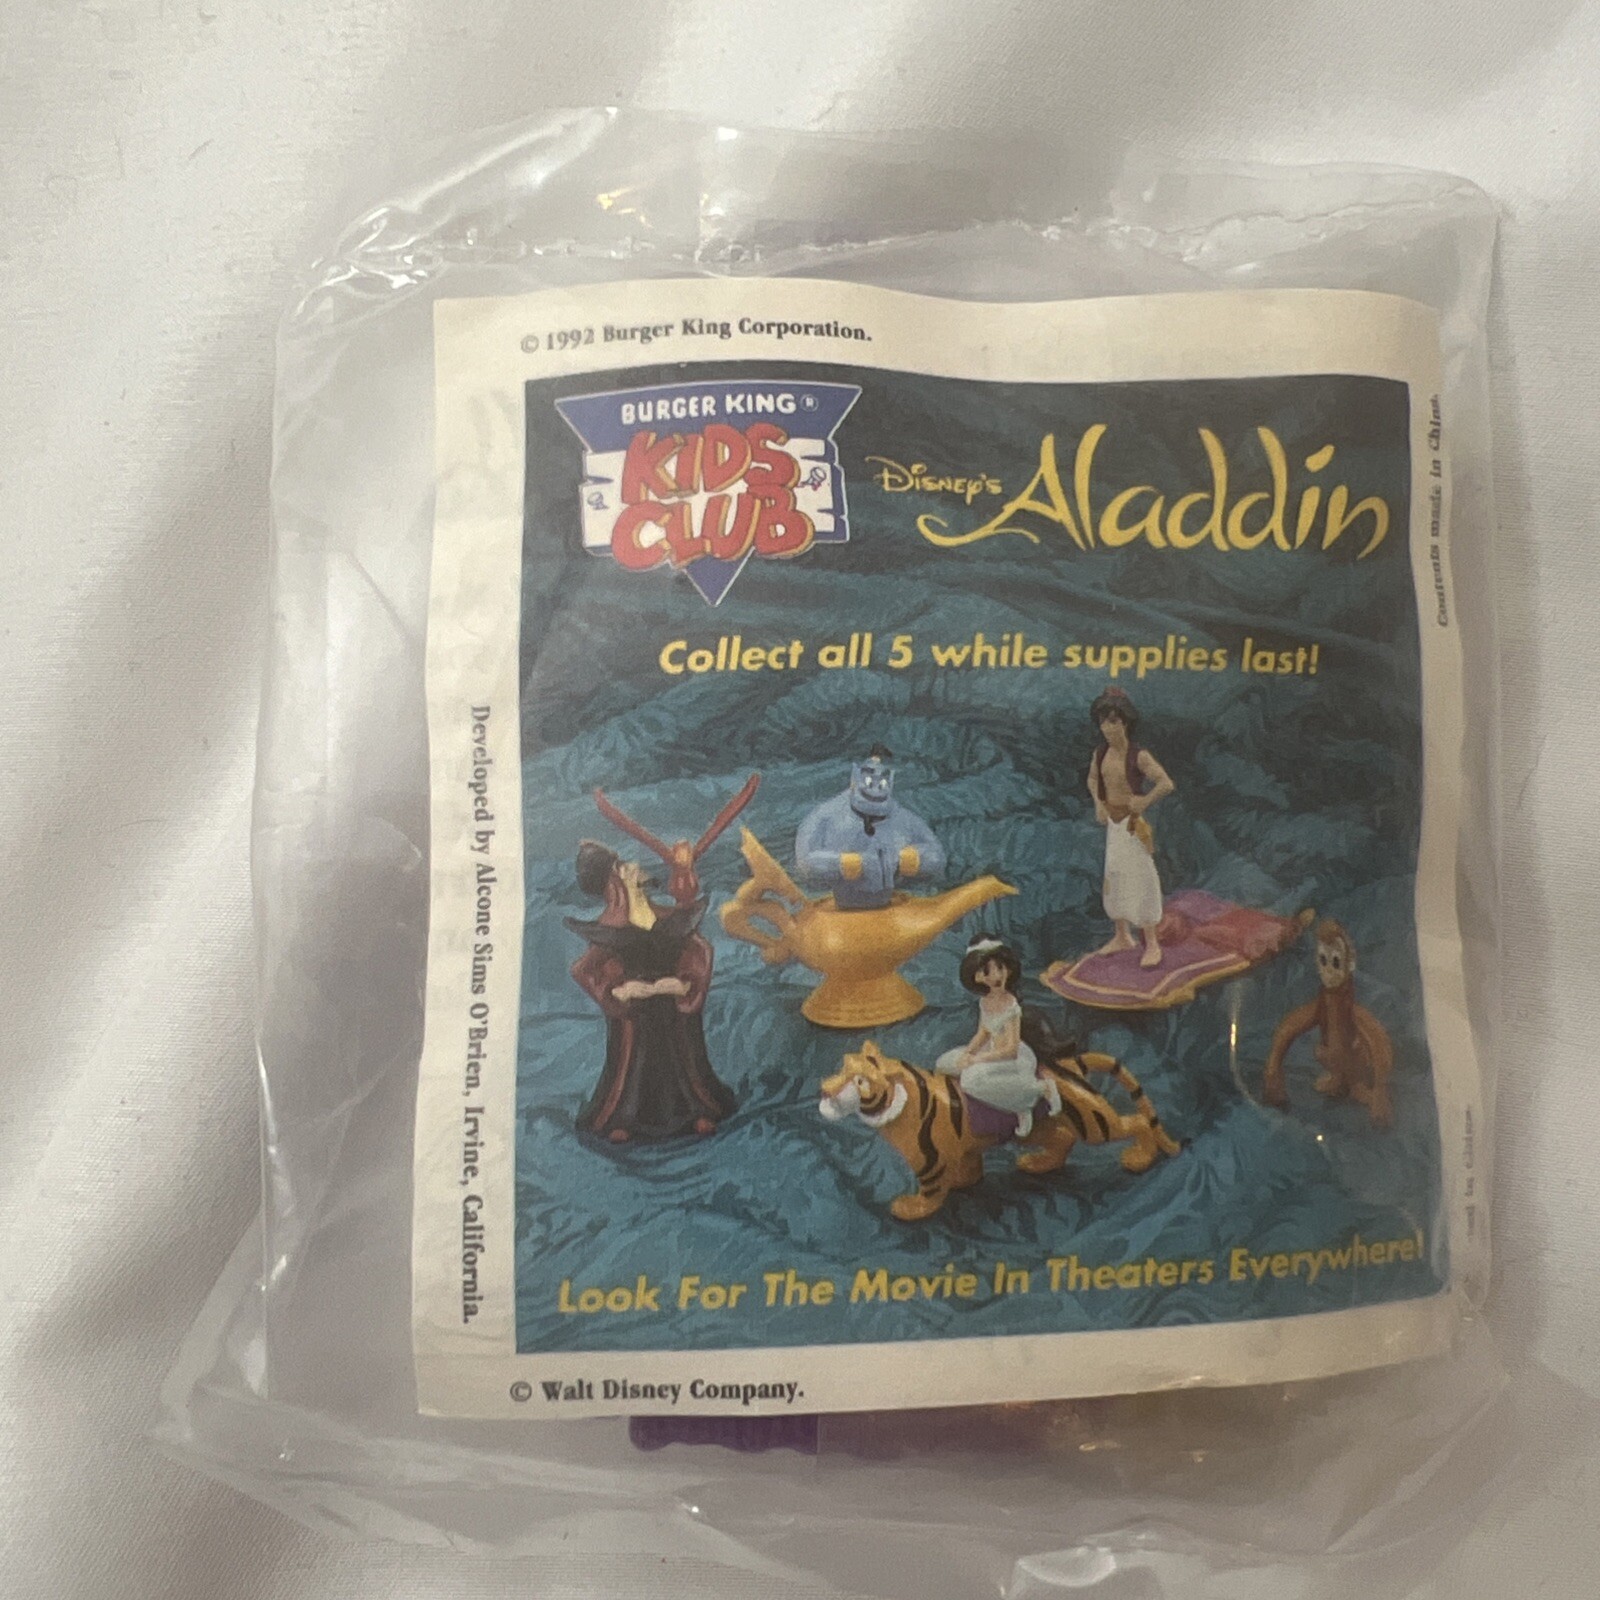 © 1992 Burger King Corporation.
BURGER KING®
KIDS
CLUB
DISNEY'S
Aladdin
Contents made in China.
Collect all 5 while supplies last!
Developed by Alcone Sims O'Brien, Irvine, California.
Look For The Movie In Theaters Everywhere!
© Walt Disney Company.